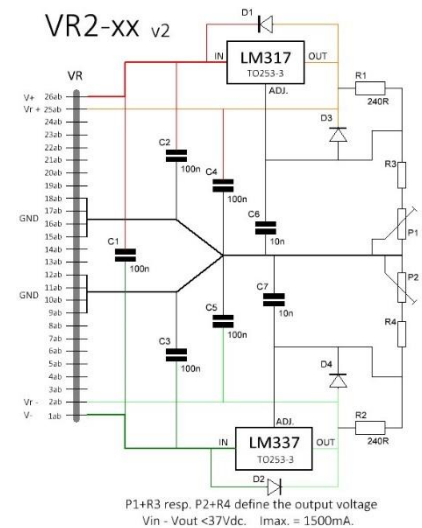 VR2-xx v2
D1
LM317
TO253-3
IN
OUT
ADJ.
VR
V+ 26ab
Vr + 25ab
24ab
23ab
22ab
21ab
20ab
19ab
18ab
17ab
GND
16ab
15ab
14ab
13ab
12ab
11ab
GND
10ab
9ab
8ab
7ab
6ab
5ab
4ab
3ab
Vr - 2ab
V- 1ab
R1
240R
D3
C2
100n
C4
100n
R3
C6
10n
P1
C1
100n
P2
C7
10n
C5
100n
R4
C3
100n
D4
R2
240R
ADJ.
IN
OUT
LM337
TO253-3
D2
P1+R3 resp. P2+R4 define the output voltage
Vin - Vout <37Vdc. Imax. = 1500mA.